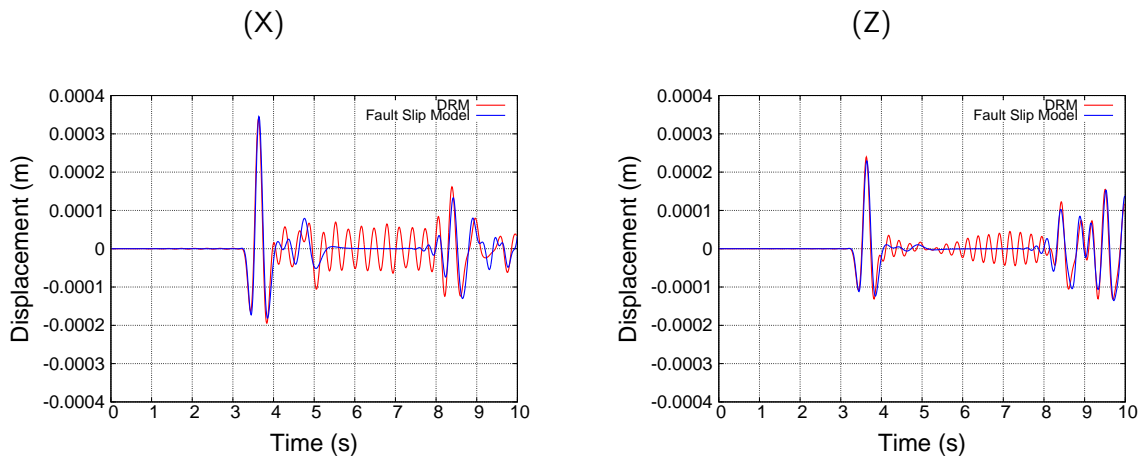 (X)
0.0004
0.0003
0.0002
0.0001
0
-0.0001
-0.0002
-0.0003
-0.0004
0 1 2 3 4 5 6 7 8 9 10
Displacement (m)
Time (s)
DRM
Fault Slip Model
(Z)
0.0004
0.0003
0.0002
0.0001
0
-0.0001
-0.0002
-0.0003
-0.0004
0 1 2 3 4 5 6 7 8 9 10
Displacement (m)
Time (s)
DRM
Fault Slip Model